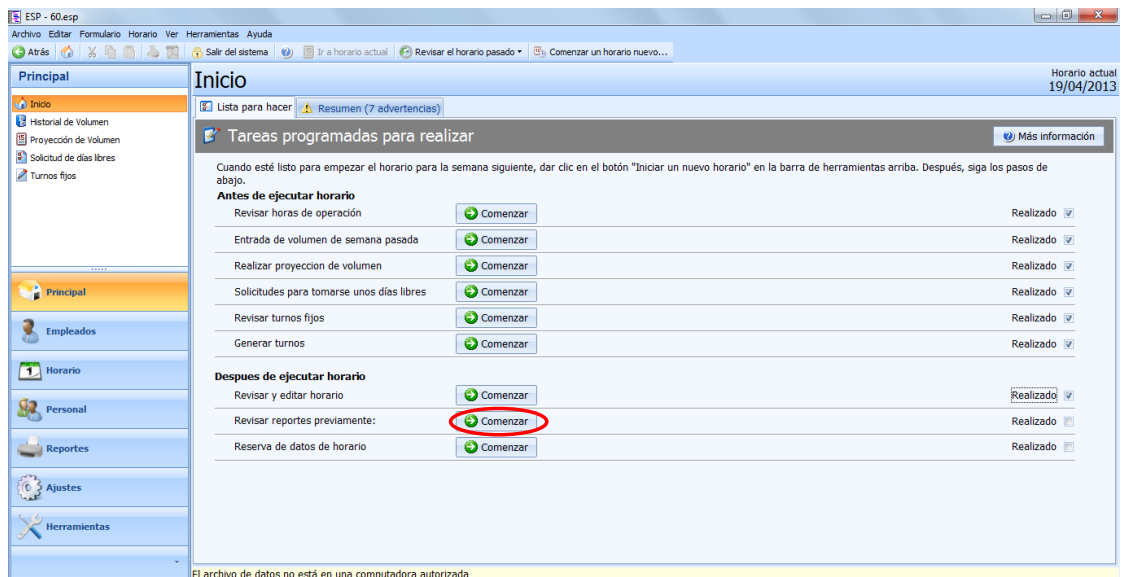 ESP - 60.esp
Archivo Editar Formulario Horario Ver Herramientas Ayuda
Atrás Salir del sistema Ir a horario actual Revisar el horario pasado Comenzar un horario nuevo...
Principal
Inicio
Historial de Volumen
Proyección de Volumen
Solicitud de días libres
Turnos fijos
Principal
Empleados
Horario
1
Personal
Reportes
Ajustes
Herramientas
Inicio
Horario actual
19/04/2013
Lista para hacer Resumen (7 advertencias)
Tareas programadas para realizar Más información
Cuando esté listo para empezar el horario para la semana siguiente, dar clic en el botón "Iniciar un nuevo horario" en la barra de herramientas arriba. Después, siga los pasos de
abajo.
Antes de ejecutar horario
Revisar horas de operación Comenzar Realizado
Entrada de volumen de semana pasada Comenzar Realizado
Realizar proyeccion de volumen Comenzar Realizado
Solicitudes para tomarse unos días libres Comenzar Realizado
Revisar turnos fijos Comenzar Realizado
Generar turnos Comenzar Realizado
Despues de ejecutar horario
Revisar y editar horario Comenzar Realizado
Revisar reportes previamente: Comenzar Realizado
Reserva de datos de horario Comenzar Realizado
El archivo de datos no está en una computadora autorizada